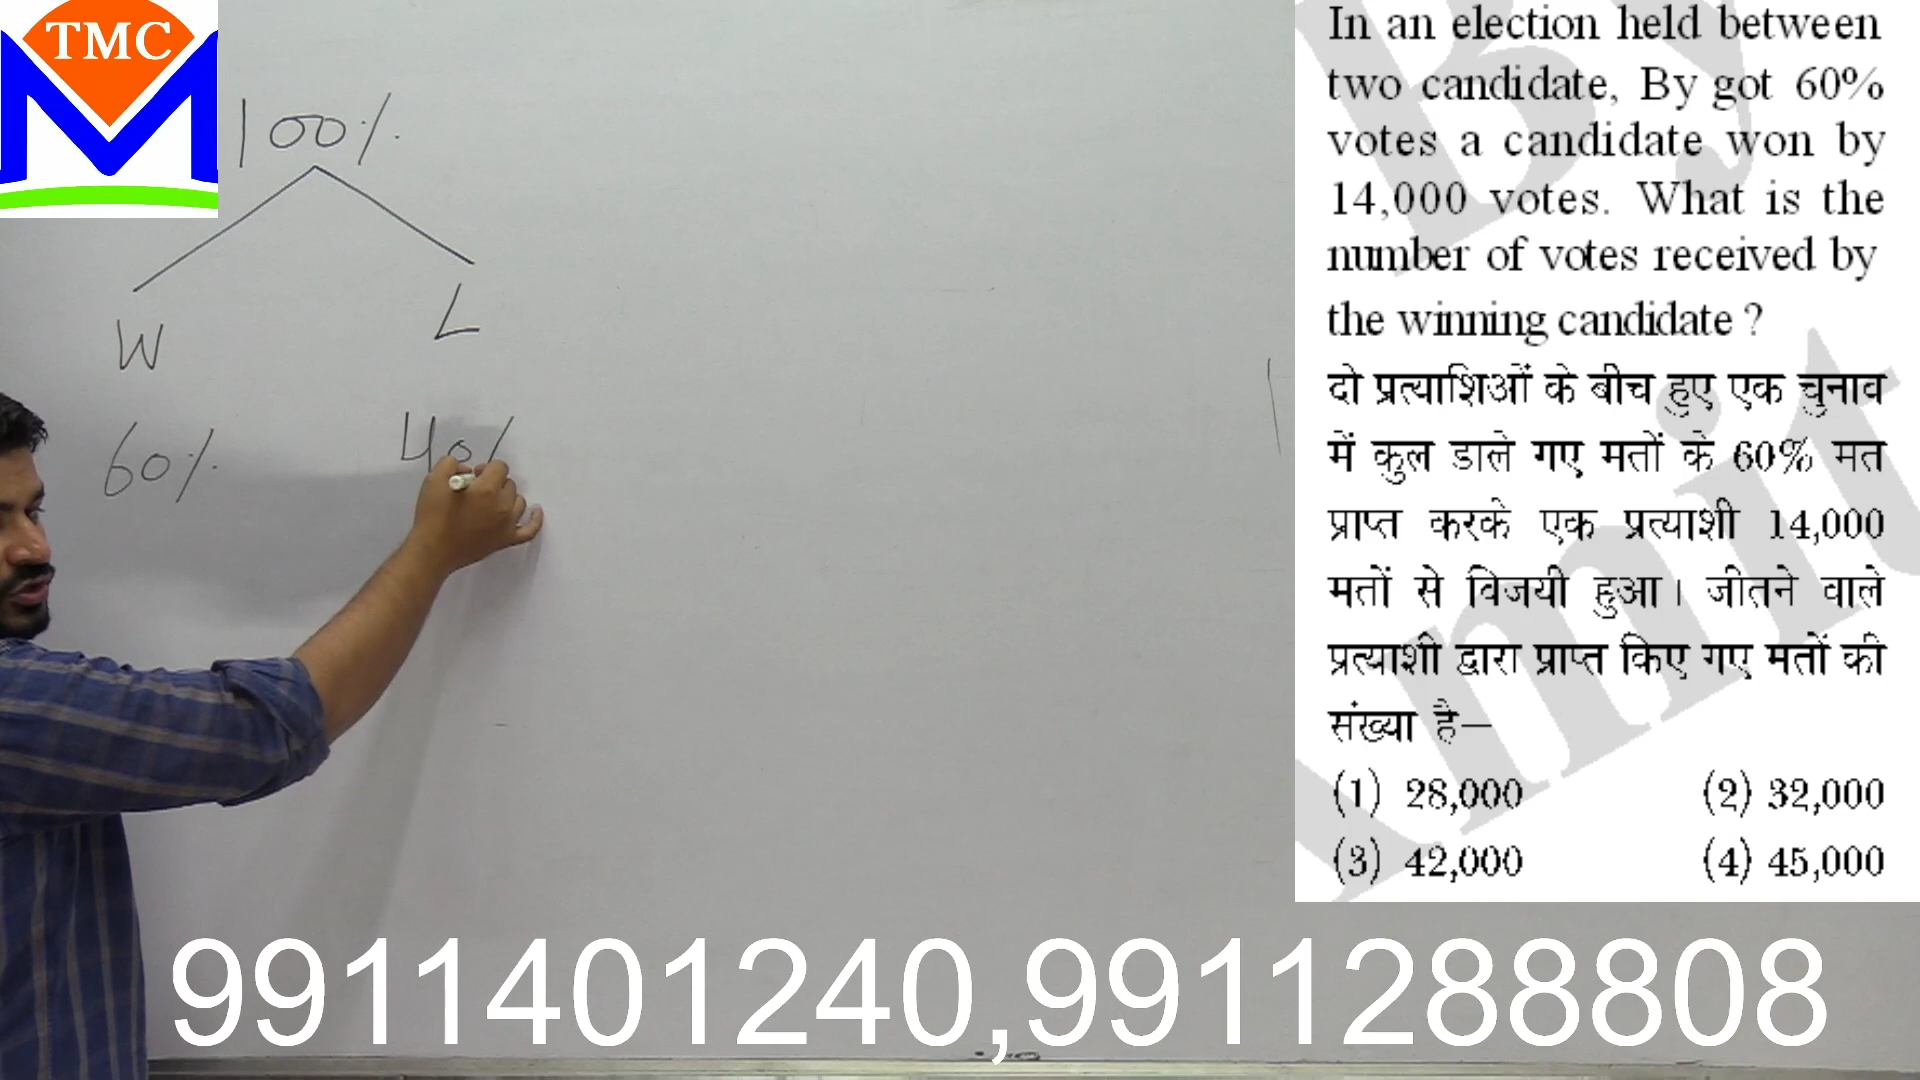 TMC
100%
W
L
60%
40%
In an election held between
two candidate, By got 60%
votes a candidate won by
14,000 votes. What is the
number of votes received by
the winning candidate ?
दो प्रत्याशिओं के बीच हुए एक चुनाव
में कुल डाले गए मतों के 60% मत
प्राप्त करके एक प्रत्याशी 14,000
मतों से विजयी हुआ। जीतने वाले
प्रत्याशी द्वारा प्राप्त किए गए मतों की
संख्या है—
(1) 28,000 (2) 32,000
(3) 42,000 (4) 45,000
9911401240,9911288808